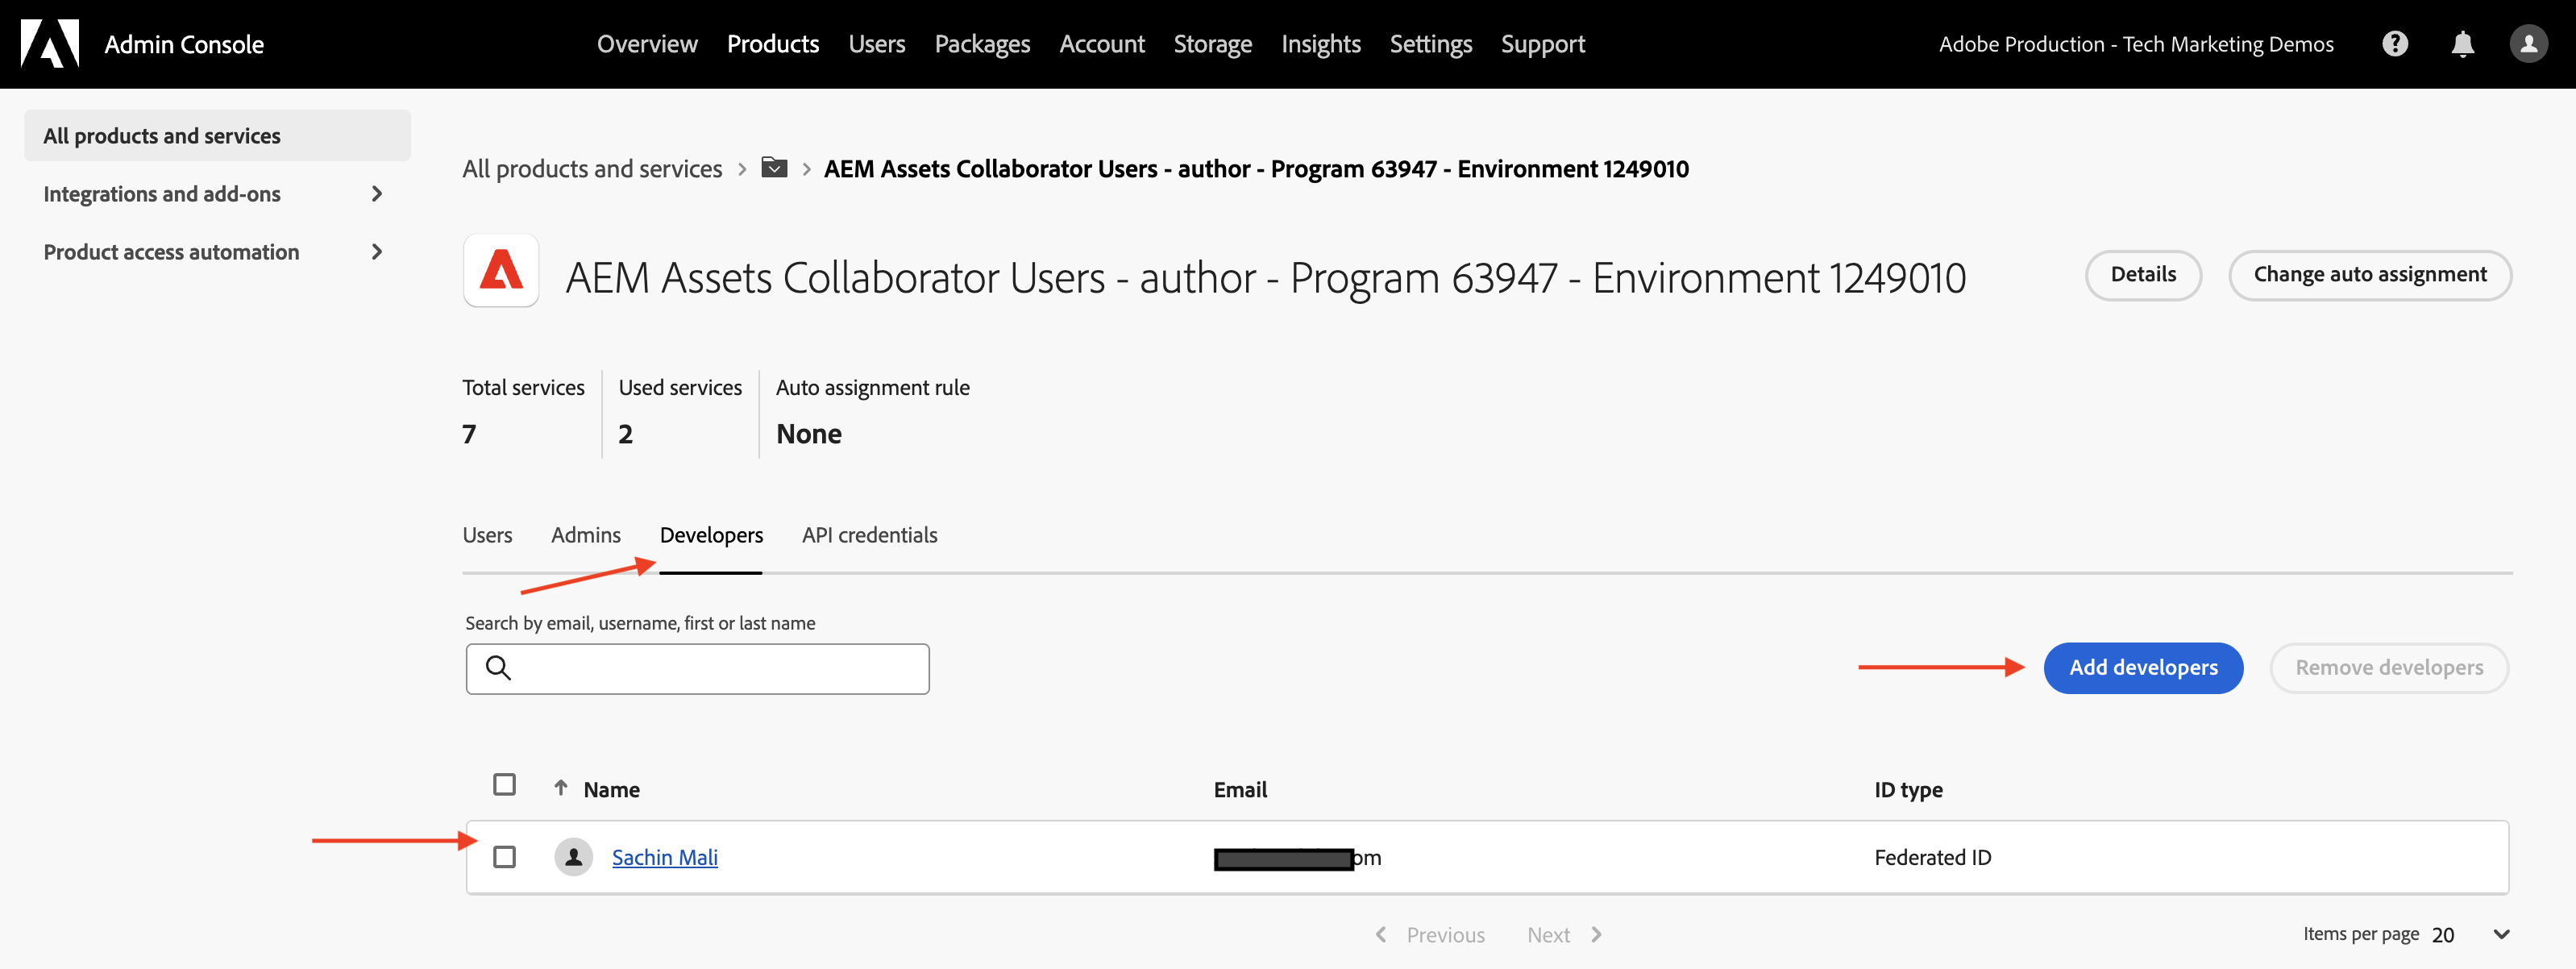 Admin Console
Overview Products Users Packages Account Storage Insights Settings Support
Adobe Production - Tech Marketing Demos
All products and services
Integrations and add-ons
Product access automation
All products and services > AEM Assets Collaborator Users - author - Program 63947 - Environment 1249010
AEM Assets Collaborator Users - author - Program 63947 - Environment 1249010
Details
Change auto assignment
Total services Used services Auto assignment rule
7 2 None
Users Admins Developers API credentials
Search by email, username, first or last name
Add developers
Remove developers
Name Email ID type
Sachin Mali om Federated ID
Previous Next
Items per page 20